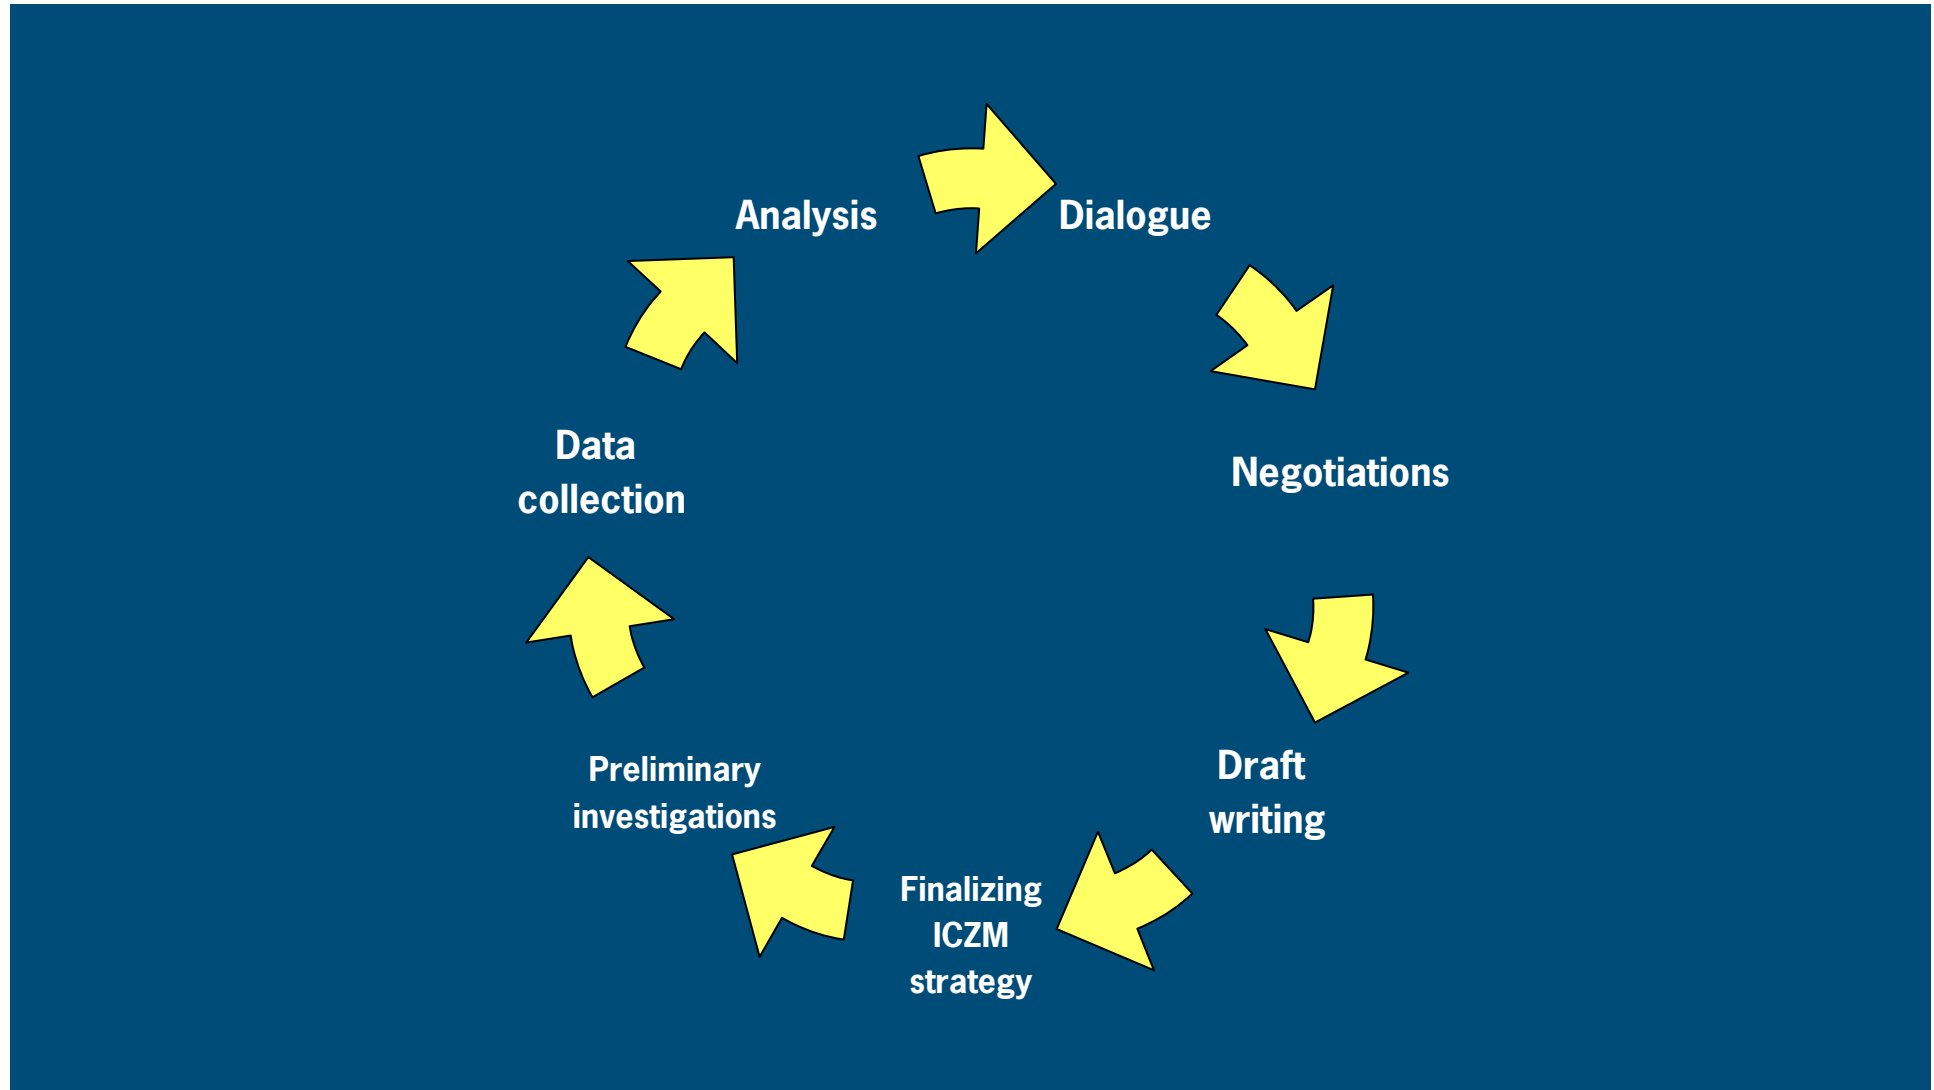 Analysis
Dialogue
Data
collection
Negotiations
Preliminary
investigations
Draft
writing
Finalizing
ICZM
strategy